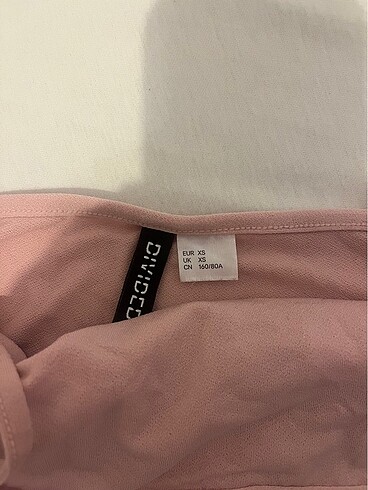 DIVIDED
EUR XS
UK XS
CN 160/80A